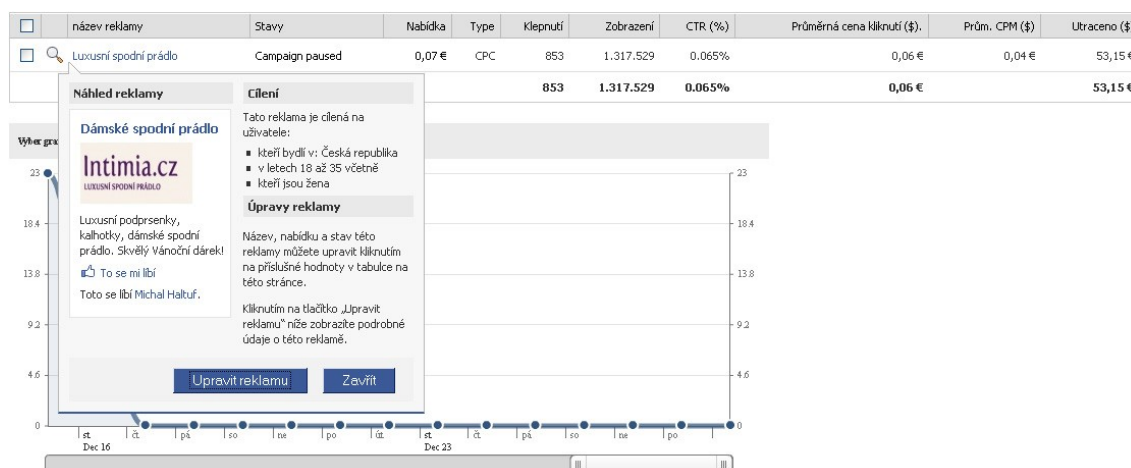 název reklamy Stavy Nabídka Type Klepnutí Zobrazení CTR (%) Průměrná cena kliknutí ($). Prům. CPM ($) Utraceno ($
Luxusní spodní prádlo Campaign paused 0,07 € CPC 853 1.317.529 0.065% 0,06 € 0,04 € 53,15 €
853 1.317.529 0.065% 0,06 € 53,15 €
Náhled reklamy
Dámské spodní prádlo
Intimia.cz
LUXUSNÍ SPODNÍ PRÁDLO
Luxusní podprsenky,
kalhotky, dámské spodní
prádlo. Skvělý Vánoční dárek!
To se mi líbí
Toto se líbí Michal Haltuf.
Cílení
Tato reklama je cílená na
uživatele:
kteří bydlí v: Česká republika
v letech 18 až 35 včetně
kteří jsou žena
Úpravy reklamy
Název, nabídku a stav této
reklamy můžete upravit kliknutím
na příslušné hodnoty v tabulce na
této stránce.
Kliknutím na tlačítko „Upravit
reklamu" níže zobrazíte podrobné
údaje o této reklamě.
Upravit reklamu Zavřít
Vyber gra
23 23
18.4 18.4
13.8 13.8
9.2 9.2
4.6 4.6
0 0
st čt pá so ne po út st čt pá so ne po
Dec 16 Dec 23